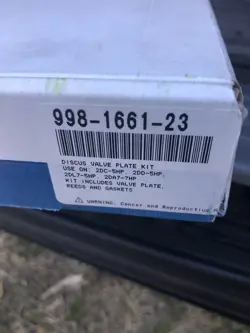 998-1661-23
DISCUS VALVE PLATE KIT
USE ON: 2DC-5HP, 2DD-5HP,
2DL7-5HP, 2DA7-7HP
KIT INCLUDES VALVE PLATE,
REEDS AND GASKETS
⚠ WARNING: Cancer and Reproductive